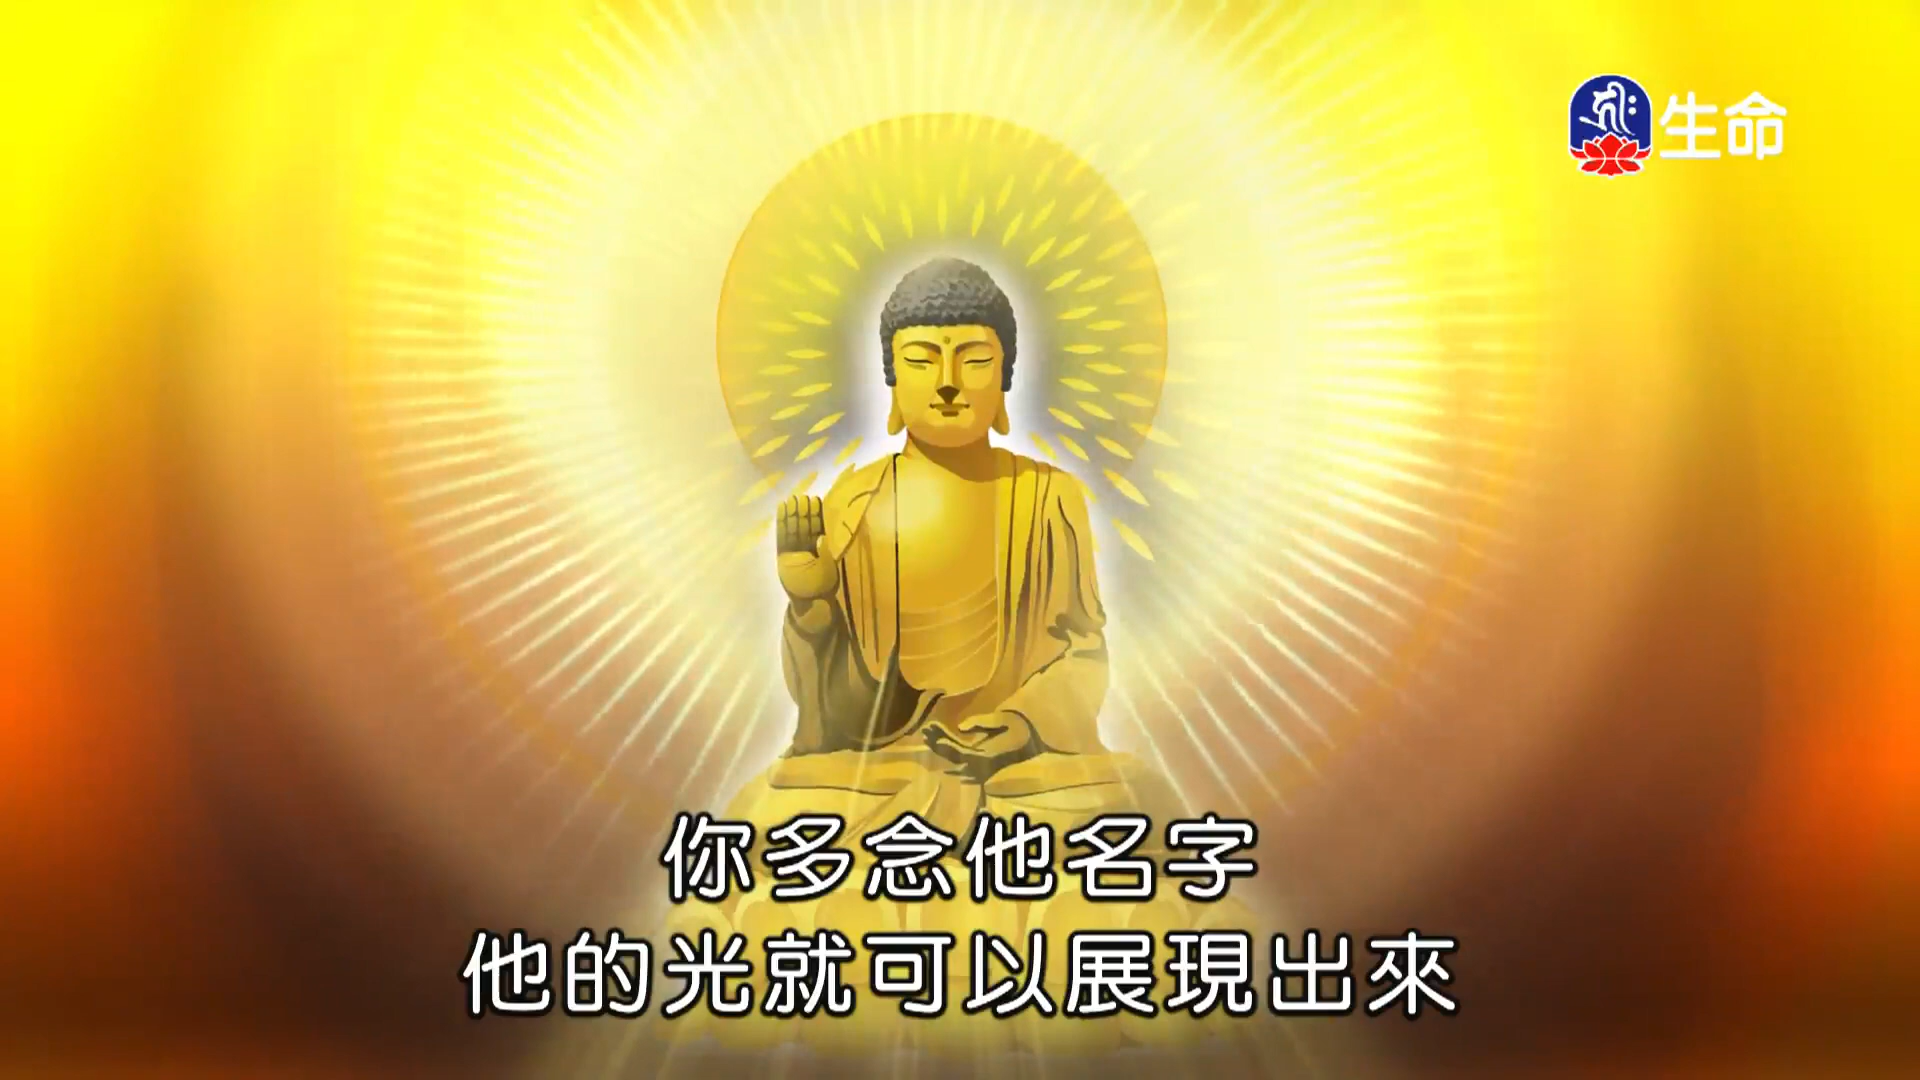 生命
你多念他名字
他的光就可以展現出來